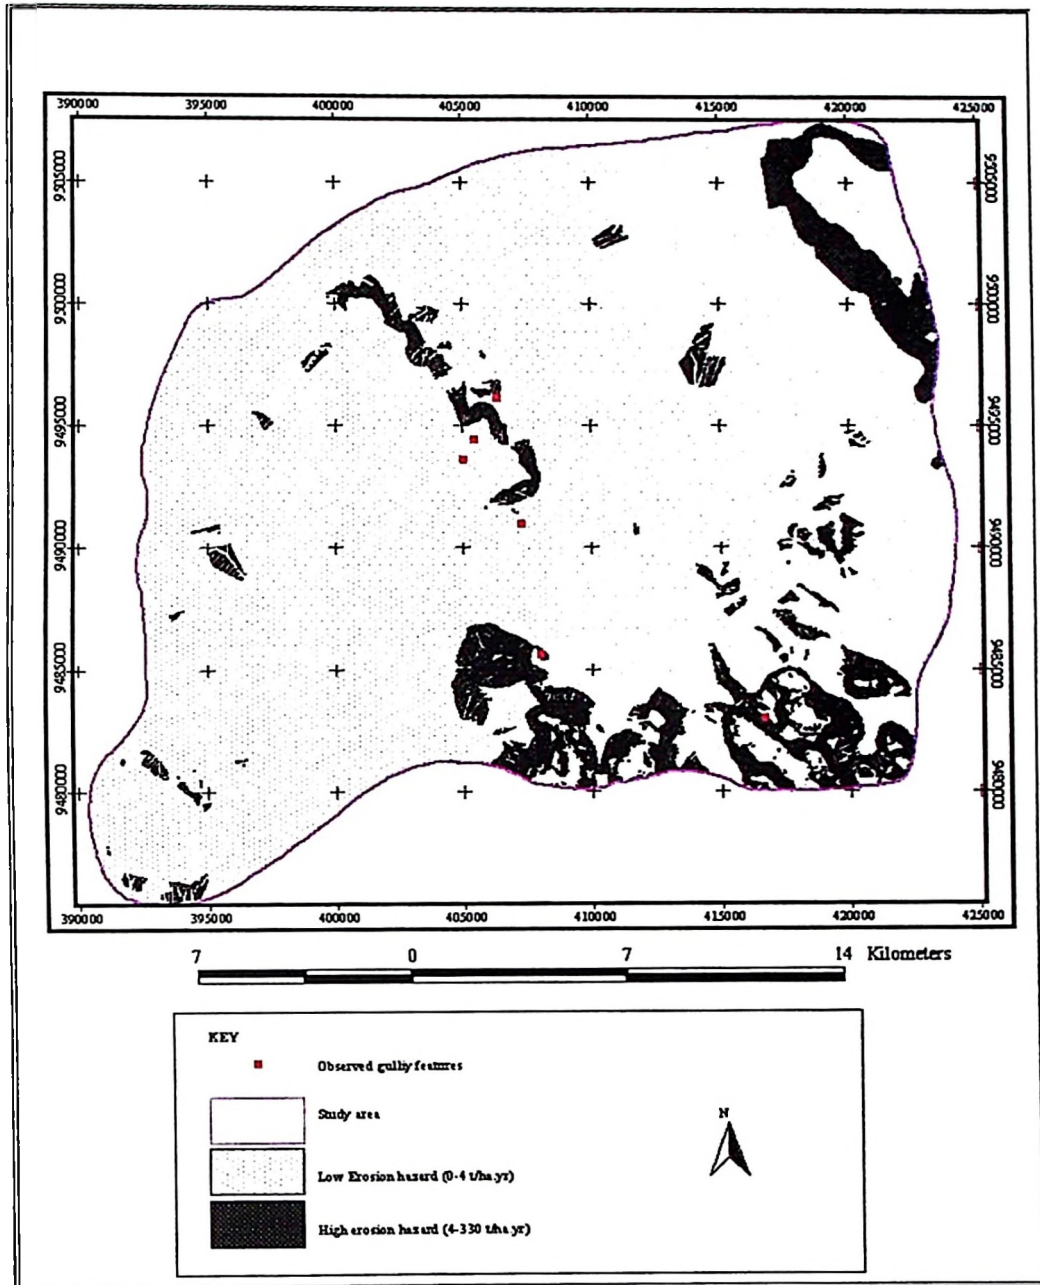 390000 395000 400000 405000 410000 415000 420000 425000
9505000
9500000
9495000
9490000
9485000
9480000
9505000
9500000
9495000
9490000
9485000
9480000
390000 395000 400000 405000 410000 415000 420000 425000
7 0 7 14 Kilometers
KEY
Observed gulliy features
Study area
Low Erosion hazard (0-4 t/ha.yr)
High erosion hazard (4-330 t/ha.yr)
N